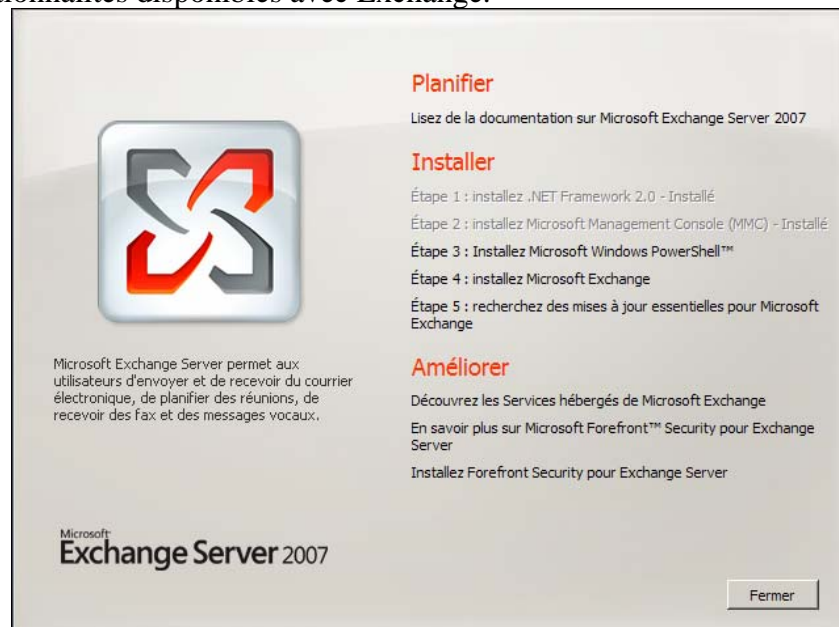 Exchange.
Planifier
Lisez de la documentation sur Microsoft Exchange Server 2007
Installer
Étape 1 : installez .NET Framework 2.0 - Installé
Étape 2 : installez Microsoft Management Console (MMC) - Installé
Étape 3 : Installez Microsoft Windows PowerShell™
Étape 4 : installez Microsoft Exchange
Étape 5 : recherchez des mises à jour essentielles pour Microsoft
Exchange
Microsoft Exchange Server permet aux
utilisateurs d'envoyer et de recevoir du courrier
électronique, de planifier des réunions, de
recevoir des fax et des messages vocaux.
Améliorer
Découvrez les Services hébergés de Microsoft Exchange
En savoir plus sur Microsoft Forefront™ Security pour Exchange
Server
Installez Forefront Security pour Exchange Server
Microsoft
Exchange Server 2007
Fermer